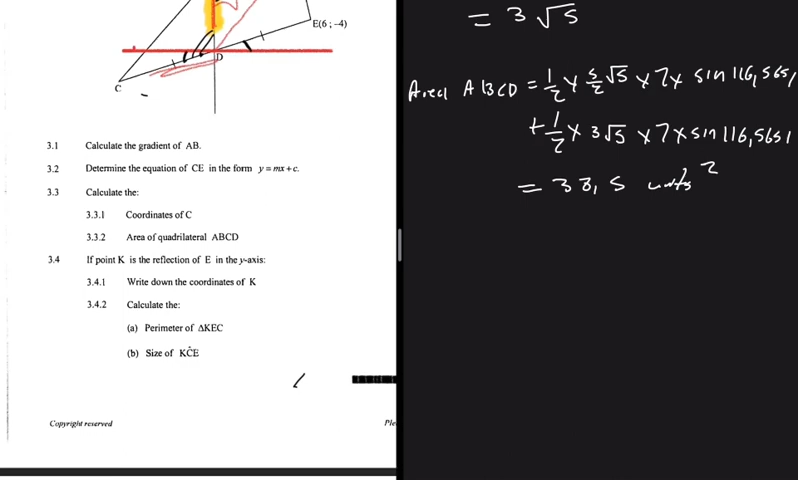 = 3√5
E(6 ; -4)
D
C
Area ABCD = 1/2 × 5/2 √5 × 7 × sin 116,565
+ 1/2 × 3√5 × 7 × sin 116,5651
= 33,5 units²
3.1 Calculate the gradient of AB.
3.2 Determine the equation of CE in the form y = mx + c.
3.3 Calculate the:
3.3.1 Coordinates of C
3.3.2 Area of quadrilateral ABCD
3.4 If point K is the reflection of E in the y-axis:
3.4.1 Write down the coordinates of K
3.4.2 Calculate the:
(a) Perimeter of ΔKEC
(b) Size of KĈE
Copyright reserved
Ple